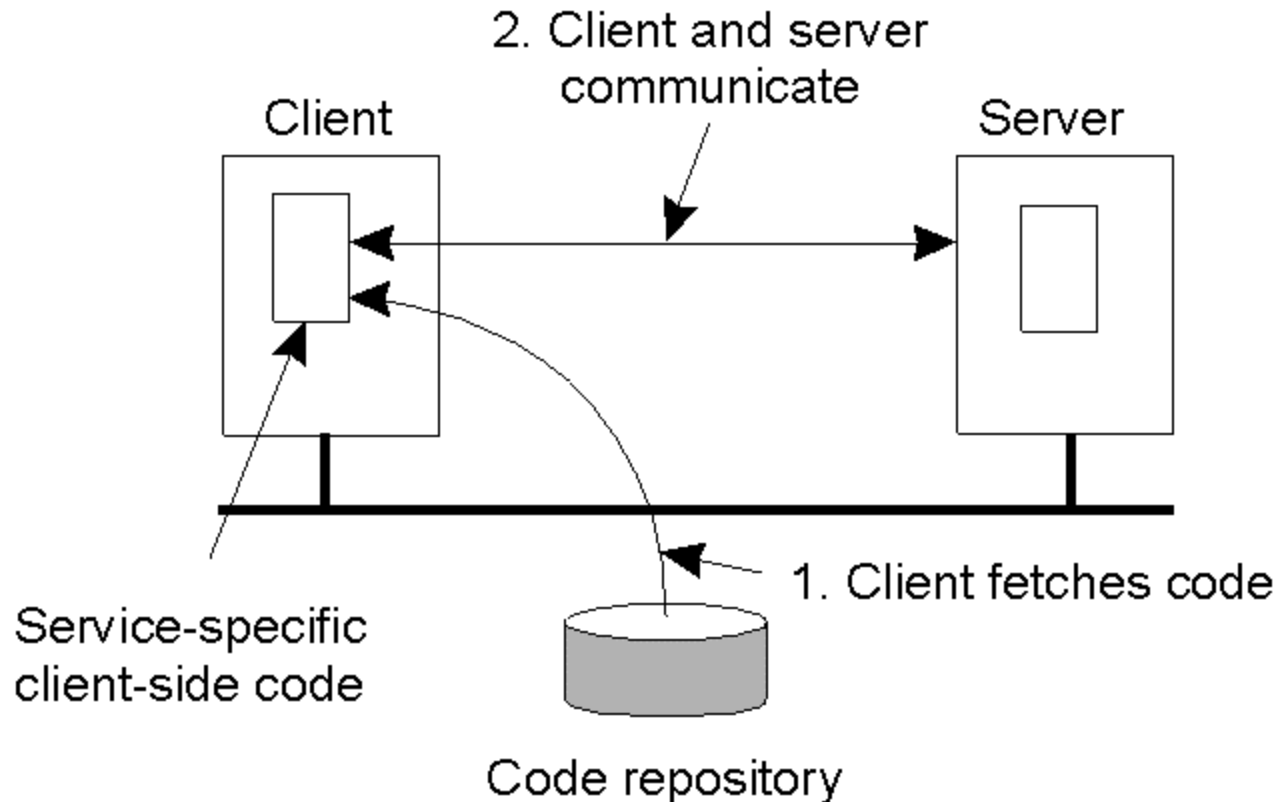 2. Client and server
communicate
Client
Server
1. Client fetches code
Service-specific
client-side code
Code repository